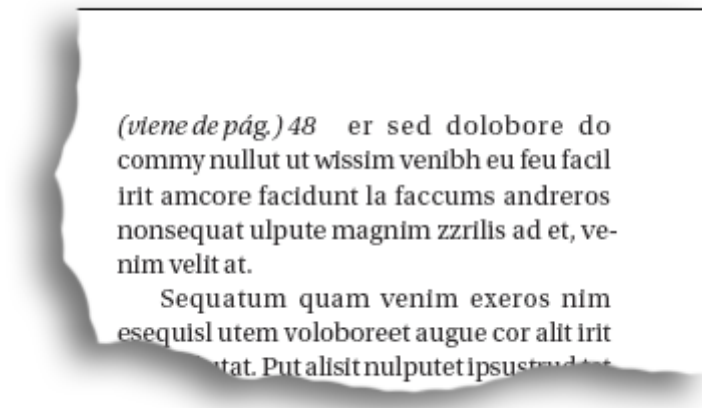 (viene de pág.) 48 er sed dolobore do
commy nullut ut wissim venibh eu feu facil
irit amcore facidunt la faccums andreros
nonsequat ulpute magnim zzrilis ad et, ve-
nim velit at.
Sequatum quam venim exeros nim
esequisl utem voloboreet augue cor alit irit
Put alisit nulputet